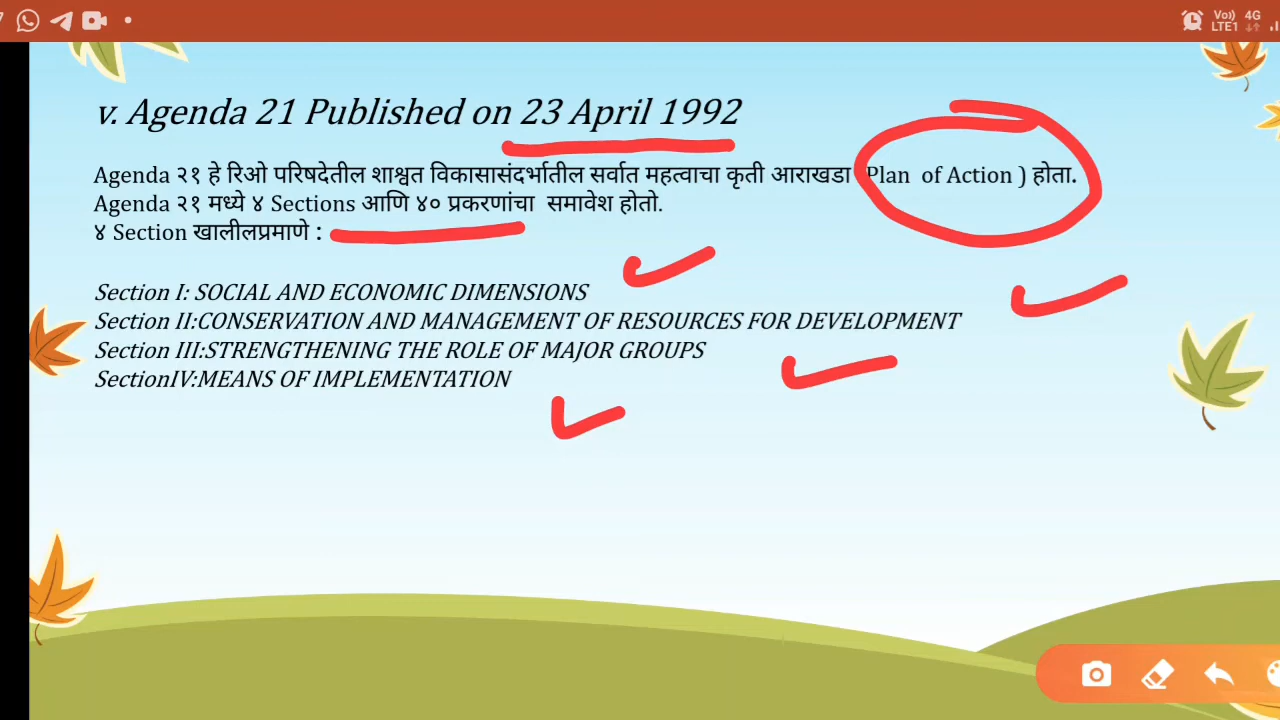 Vo) 4G
LTE1
v. Agenda 21 Published on 23 April 1992
Agenda २१ हे रिओ परिषदेतील शाश्वत विकासासंदर्भातील सर्वात महत्वाचा कृती आराखडा Plan of Action ) होता.
Agenda २१ मध्ये ४ Sections आणि ४० प्रकरणांचा समावेश होतो.
४ Section खालीलप्रमाणे :
Section I: SOCIAL AND ECONOMIC DIMENSIONS
Section II:CONSERVATION AND MANAGEMENT OF RESOURCES FOR DEVELOPMENT
Section III:STRENGTHENING THE ROLE OF MAJOR GROUPS
SectionIV:MEANS OF IMPLEMENTATION